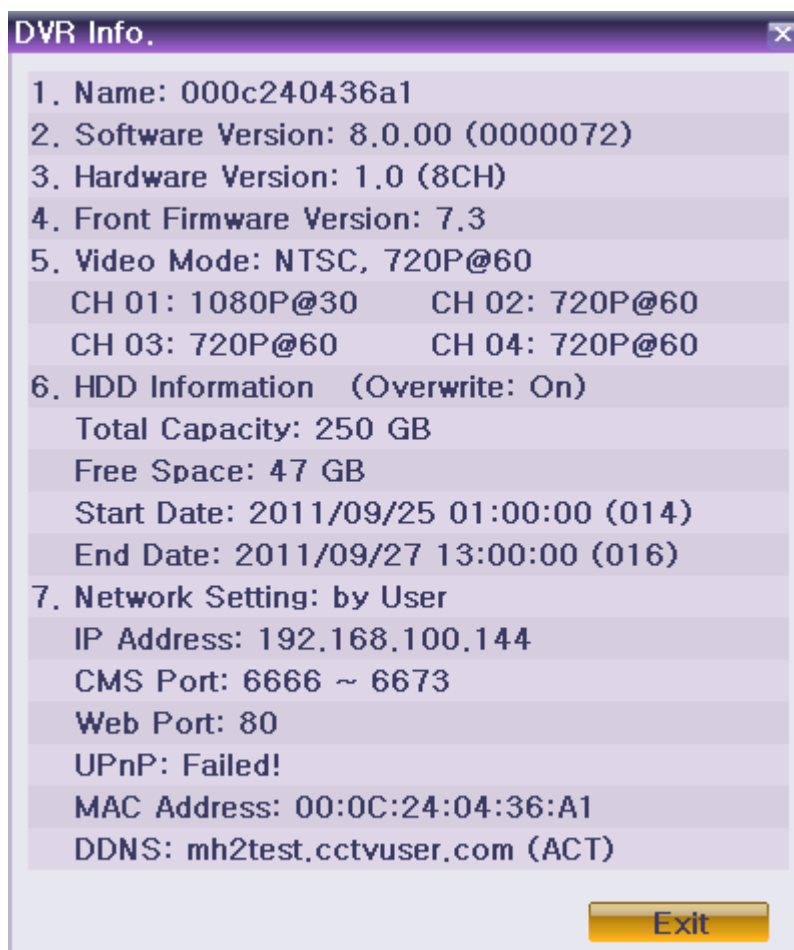 DVR Info.
1. Name: 000c240436a1
2. Software Version: 8.0.00 (0000072)
3. Hardware Version: 1.0 (8CH)
4. Front Firmware Version: 7.3
5. Video Mode: NTSC, 720P@60
CH 01: 1080P@30 CH 02: 720P@60
CH 03: 720P@60 CH 04: 720P@60
6. HDD Information (Overwrite: On)
Total Capacity: 250 GB
Free Space: 47 GB
Start Date: 2011/09/25 01:00:00 (014)
End Date: 2011/09/27 13:00:00 (016)
7. Network Setting: by User
IP Address: 192.168.100.144
CMS Port: 6666 ~ 6673
Web Port: 80
UPnP: Failed!
MAC Address: 00:0C:24:04:36:A1
DDNS: mh2test.cctvuser.com (ACT)
Exit